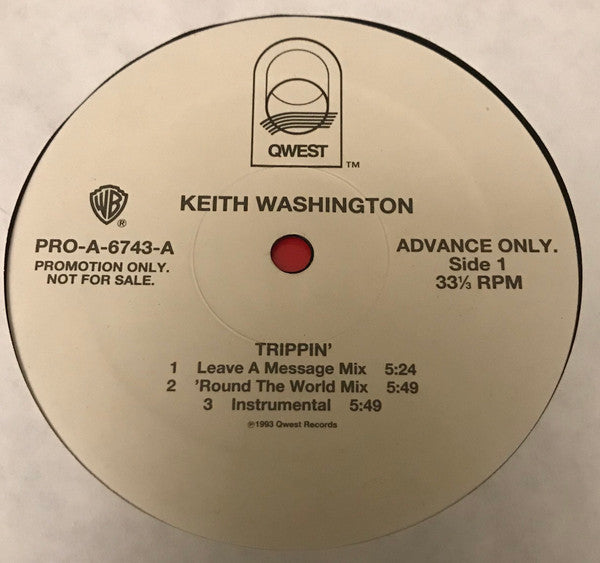 QWEST
TM
WB
®
KEITH WASHINGTON
PRO-A-6743-A
PROMOTION ONLY.
NOT FOR SALE.
ADVANCE ONLY.
Side 1
33⅓ RPM
TRIPPIN'
1 Leave A Message Mix 5:24
2 'Round The World Mix 5:49
3 Instrumental 5:49
℗1993 Qwest Records